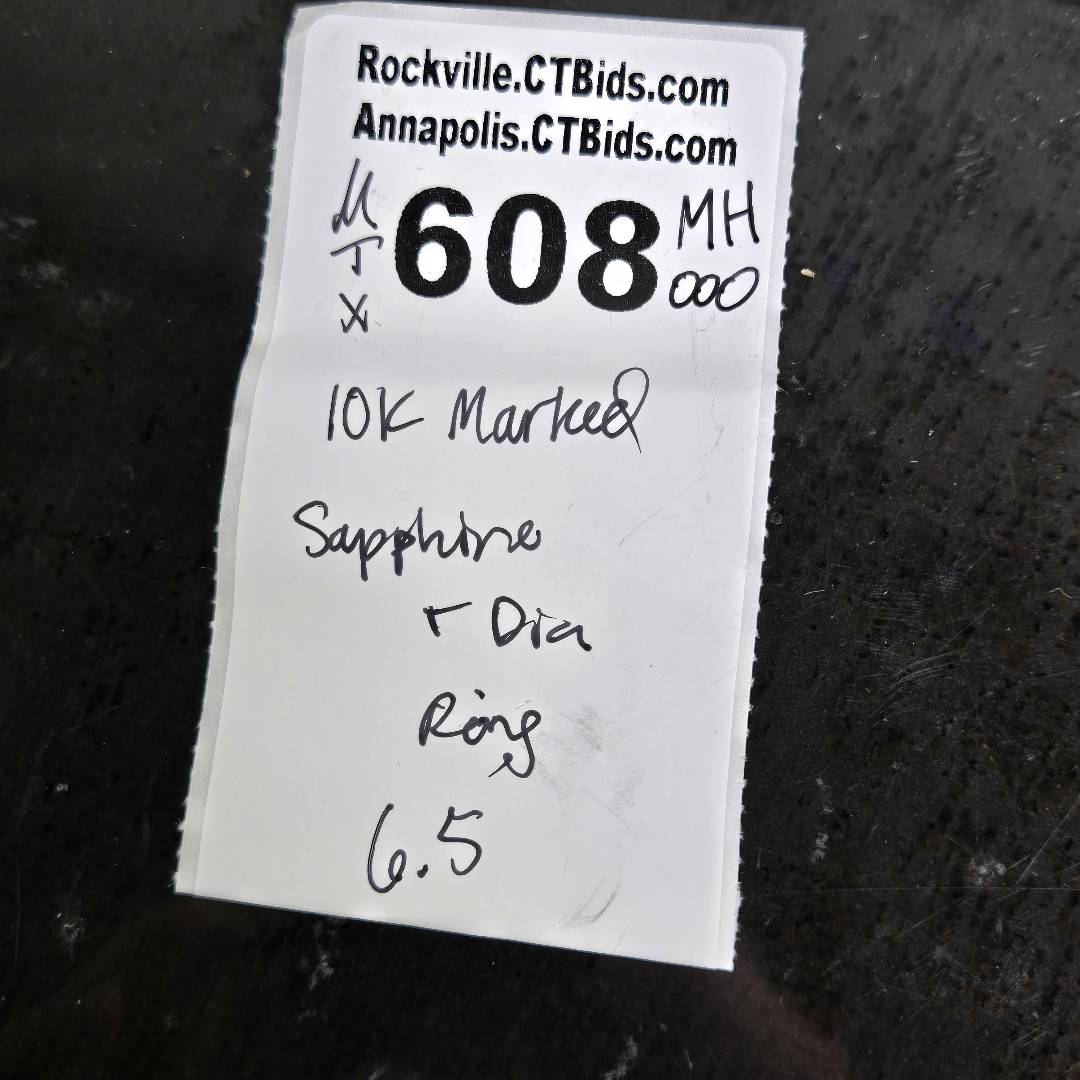 Rockville.CTBids.com
Annapolis.CTBids.com
608 MH
000
10K Marked
Sapphire
+ Dia
Ring
6.5